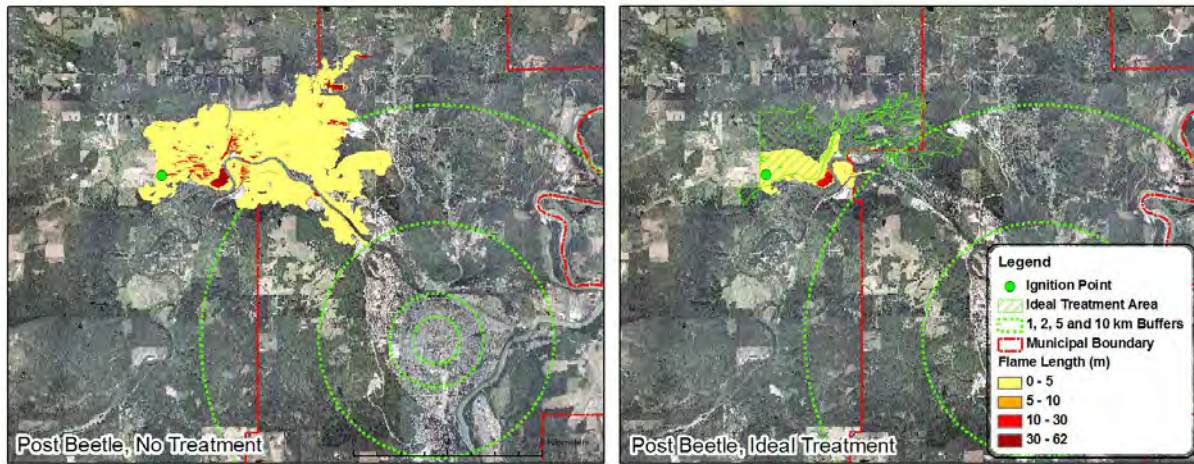 Post Beetle, No Treatment
Post Beetle, Ideal Treatment
Legend
Ignition Point
Ideal Treatment Area
1, 2, 5 and 10 km Buffers
Municipal Boundary
Flame Length (m)
0 - 5
5 - 10
10 - 30
30 - 62